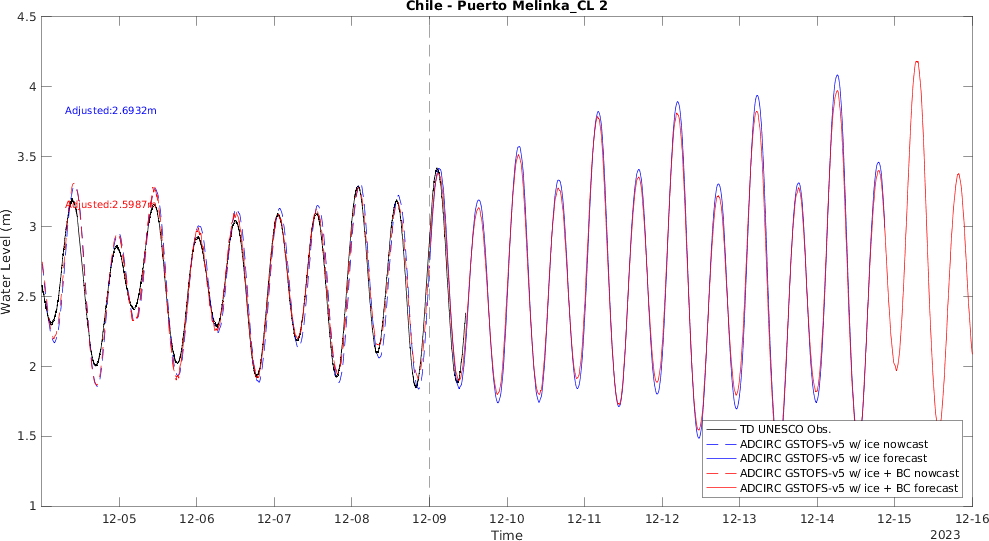 Chile - Puerto Melinka_CL 2
4.5
4
3.5
3
2.5
2
1.5
1
Water Level (m)
Adjusted:2.6932m
Adjusted:2.5987m
TD UNESCO Obs.
ADCIRC GSTOFS-v5 w/ ice nowcast
ADCIRC GSTOFS-v5 w/ ice forecast
ADCIRC GSTOFS-v5 w/ ice + BC nowcast
ADCIRC GSTOFS-v5 w/ ice + BC forecast
12-05 12-06 12-07 12-08 12-09 12-10 12-11 12-12 12-13 12-14 12-15 12-16
Time
2023